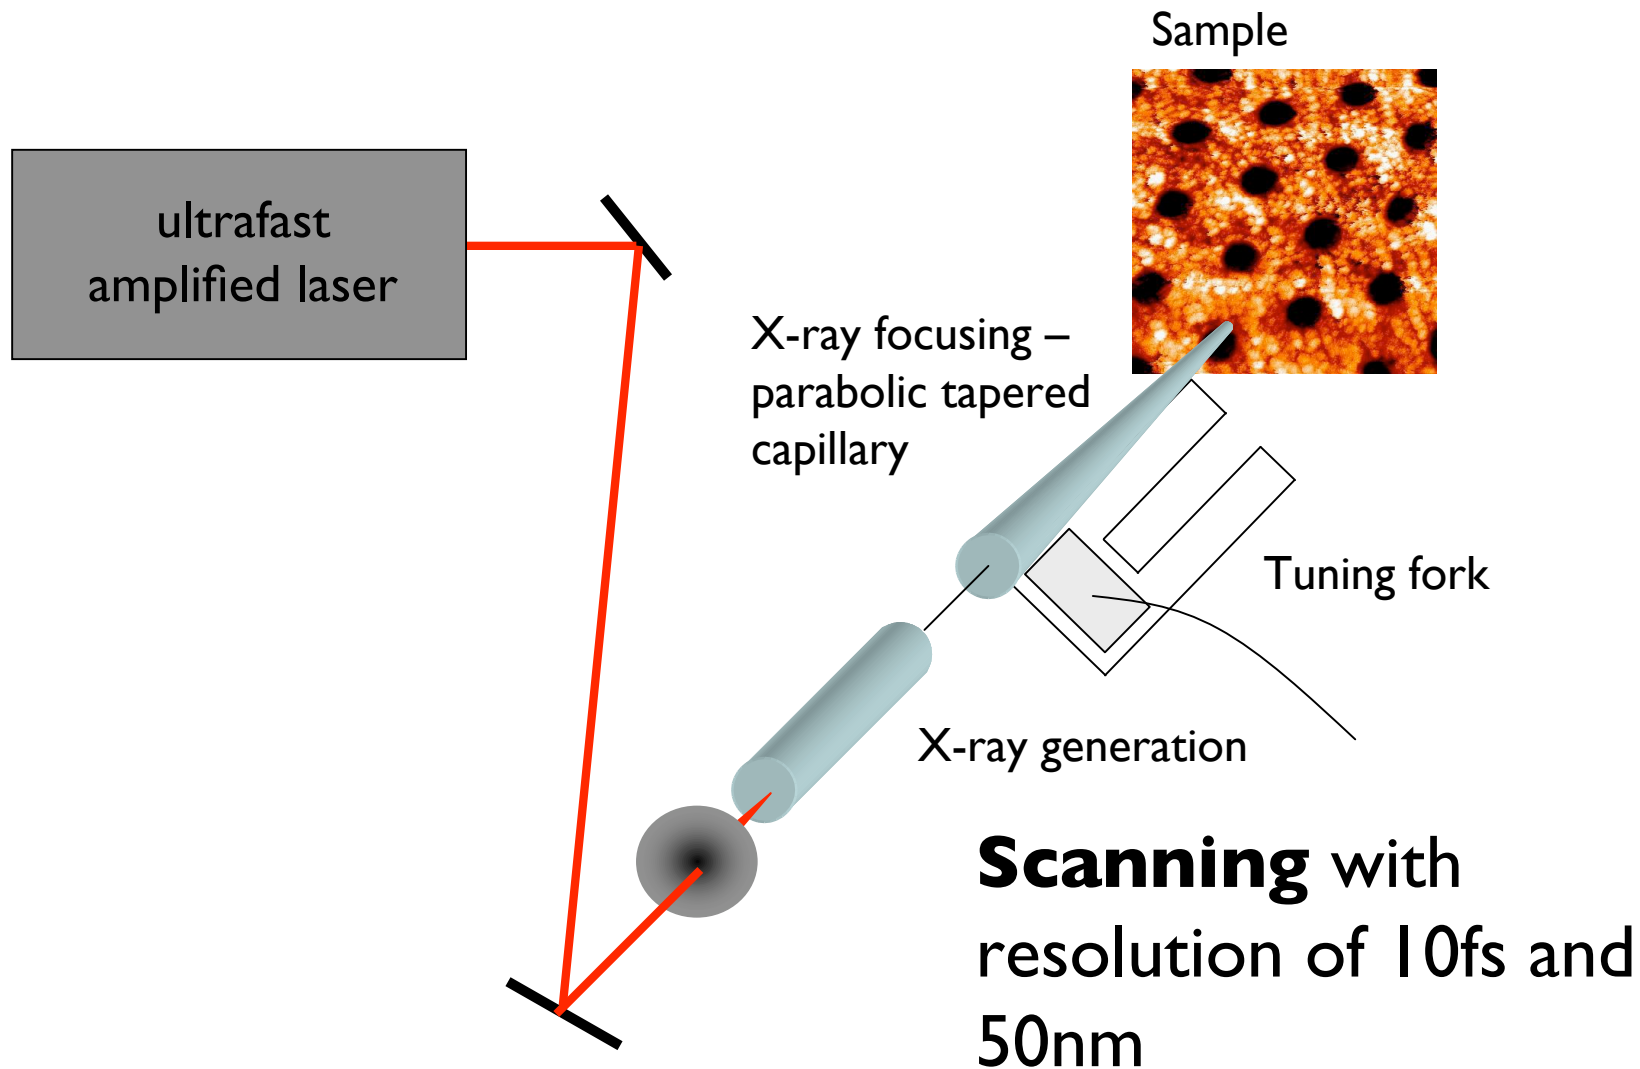 Sample
ultrafast
amplified laser
X-ray focusing –
parabolic tapered
capillary
Tuning fork
X-ray generation
Scanning with
resolution of 10fs and
50nm